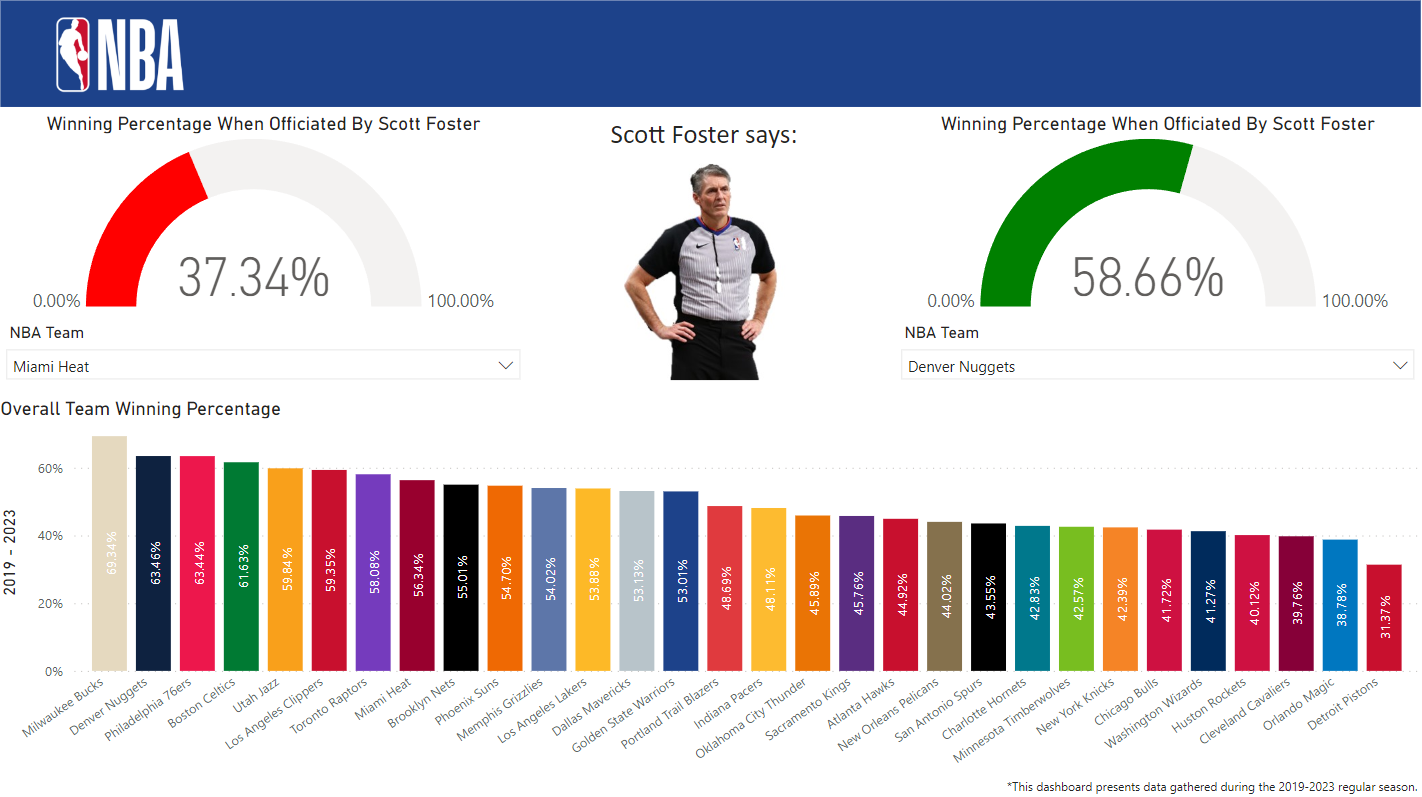 NBA
Winning Percentage When Officiated By Scott Foster
37.34%
0.00%
100.00%
NBA Team
Miami Heat
Scott Foster says:
Winning Percentage When Officiated By Scott Foster
58.66%
0.00%
100.00%
NBA Team
Denver Nuggets
Overall Team Winning Percentage
2019 - 2023
60%
40%
20%
0%
69.34%
63.46%
63.44%
61.63%
59.84%
59.35%
58.08%
56.34%
55.01%
54.70%
54.02%
53.88%
53.13%
53.01%
48.69%
48.11%
45.89%
45.76%
44.92%
44.02%
43.55%
42.83%
42.57%
42.39%
41.72%
41.27%
40.12%
39.76%
38.78%
31.37%
Milwaukee Bucks
Denver Nuggets
Philadelphia 76ers
Boston Celtics
Utah Jazz
Los Angeles Clippers
Toronto Raptors
Miami Heat
Brooklyn Nets
Phoenix Suns
Memphis Grizzlies
Los Angeles Lakers
Dallas Mavericks
Golden State Warriors
Portland Trail Blazers
Indiana Pacers
Oklahoma City Thunder
Sacramento Kings
Atlanta Hawks
New Orleans Pelicans
San Antonio Spurs
Charlotte Hornets
Minnesota Timberwolves
New York Knicks
Chicago Bulls
Washington Wizards
Huston Rockets
Cleveland Cavaliers
Orlando Magic
Detroit Pistons
*This dashboard presents data gathered during the 2019-2023 regular season.